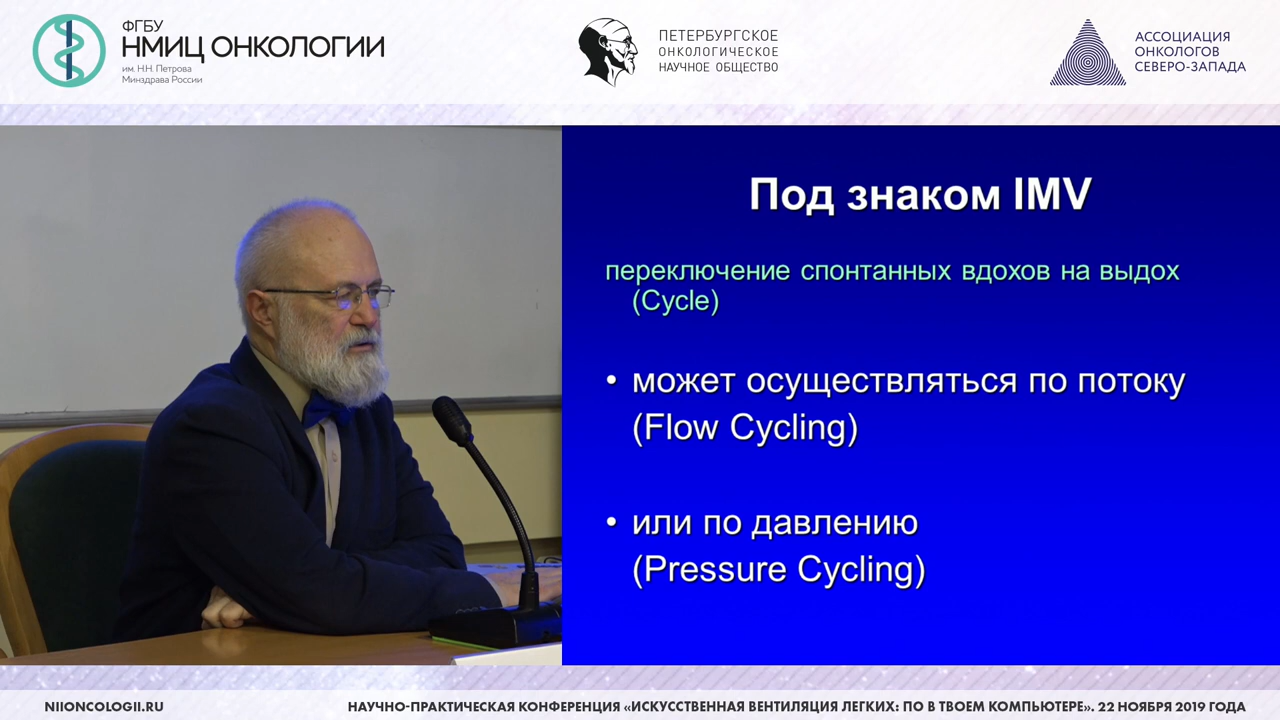 ФГБУ
НМИЦ ОНКОЛОГИИ
им. Н.Н. Петрова
Минздрава России
ПЕТЕРБУРГСКОЕ
ОНКОЛОГИЧЕСКОЕ
НАУЧНОЕ ОБЩЕСТВО
АССОЦИАЦИЯ
ОНКОЛОГОВ
СЕВЕРО-ЗАПАДА
Под знаком IMV
переключение спонтанных вдохов на выдох
(Cycle)
• может осуществляться по потоку
(Flow Cycling)
• или по давлению
(Pressure Cycling)
NIIONCOLOGII.RU
НАУЧНО-ПРАКТИЧЕСКАЯ КОНФЕРЕНЦИЯ «ИСКУССТВЕННАЯ ВЕНТИЛЯЦИЯ ЛЕГКИХ: ПО В ТВОЕМ КОМПЬЮТЕРЕ». 22 НОЯБРЯ 2019 ГОДА